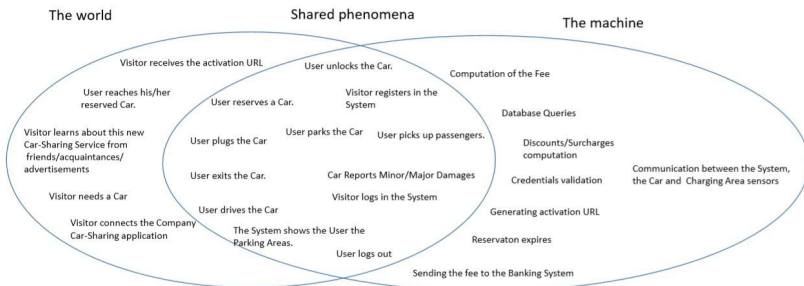 The world
Shared phenomena
The machine
Visitor receives the activation URL
User reaches his/her
reserved Car.
Visitor learns about this new
Car-Sharing Service from
friends/acquaintances/
advertisements
Visitor needs a Car
Visitor connects the Company
Car-Sharing application
User unlocks the Car.
User reserves a Car.
Visitor registers in the
System
User plugs the Car
User parks the Car
User picks up passengers.
User exits the Car.
Car Reports Minor/Major Damages
Visitor logs in the System
User drives the Car
The System shows the User the
Parking Areas.
User logs out
Computation of the Fee
Database Queries
Discounts/Surcharges
computation
Credentials validation
Communication between the System,
the Car and Charging Area sensors
Generating activation URL
Reservaton expires
Sending the fee to the Banking System